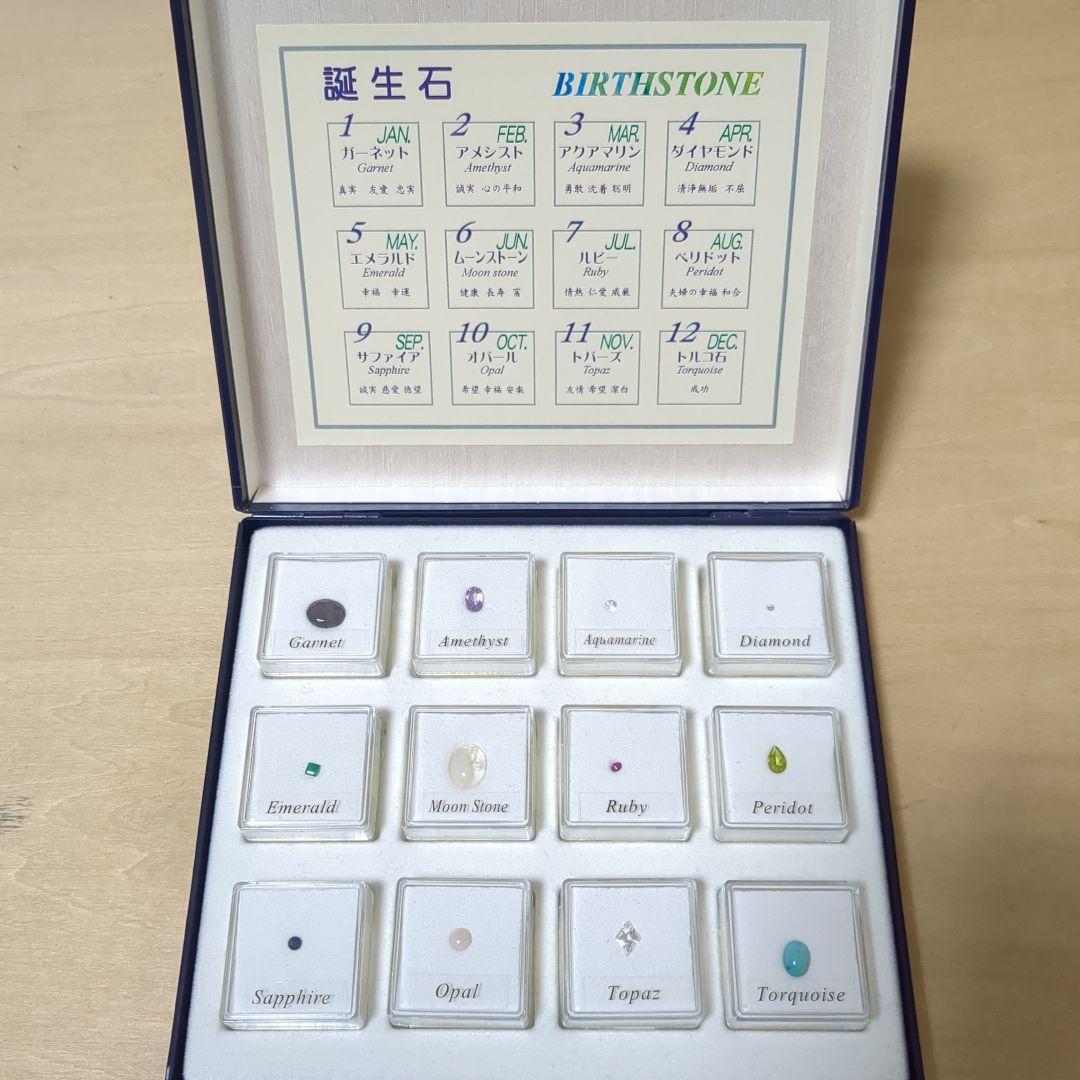 誕生石 BIRTHSTONE
1 JAN.
ガーネット
Garnet
真実 友愛 忠実
2 FEB.
アメシスト
Amethyst
誠実 心の平和
3 MAR.
アクアマリン
Aquamarine
勇敢 沈着 聡明
4 APR.
ダイヤモンド
Diamond
清浄無垢 不屈
5 MAY.
エメラルド
Emerald
幸福 幸運
6 JUN.
ムーンストーン
Moon stone
健康 長寿 富
7 JUL.
ルビー
Ruby
情熱 仁愛 威厳
8 AUG.
ペリドット
Peridot
夫婦の幸福 和合
9 SEP.
サファイア
Sapphire
誠実 慈愛 徳望
10 OCT.
オパール
Opal
希望 幸福 安楽
11 NOV.
トパーズ
Topaz
友情 希望 潔白
12 DEC.
トルコ石
Torquoise
成功
Garnet
Amethyst
Aquamarine
Diamond
Emerald
Moon Stone
Ruby
Peridot
Sapphire
Opal
Topaz
Torquoise